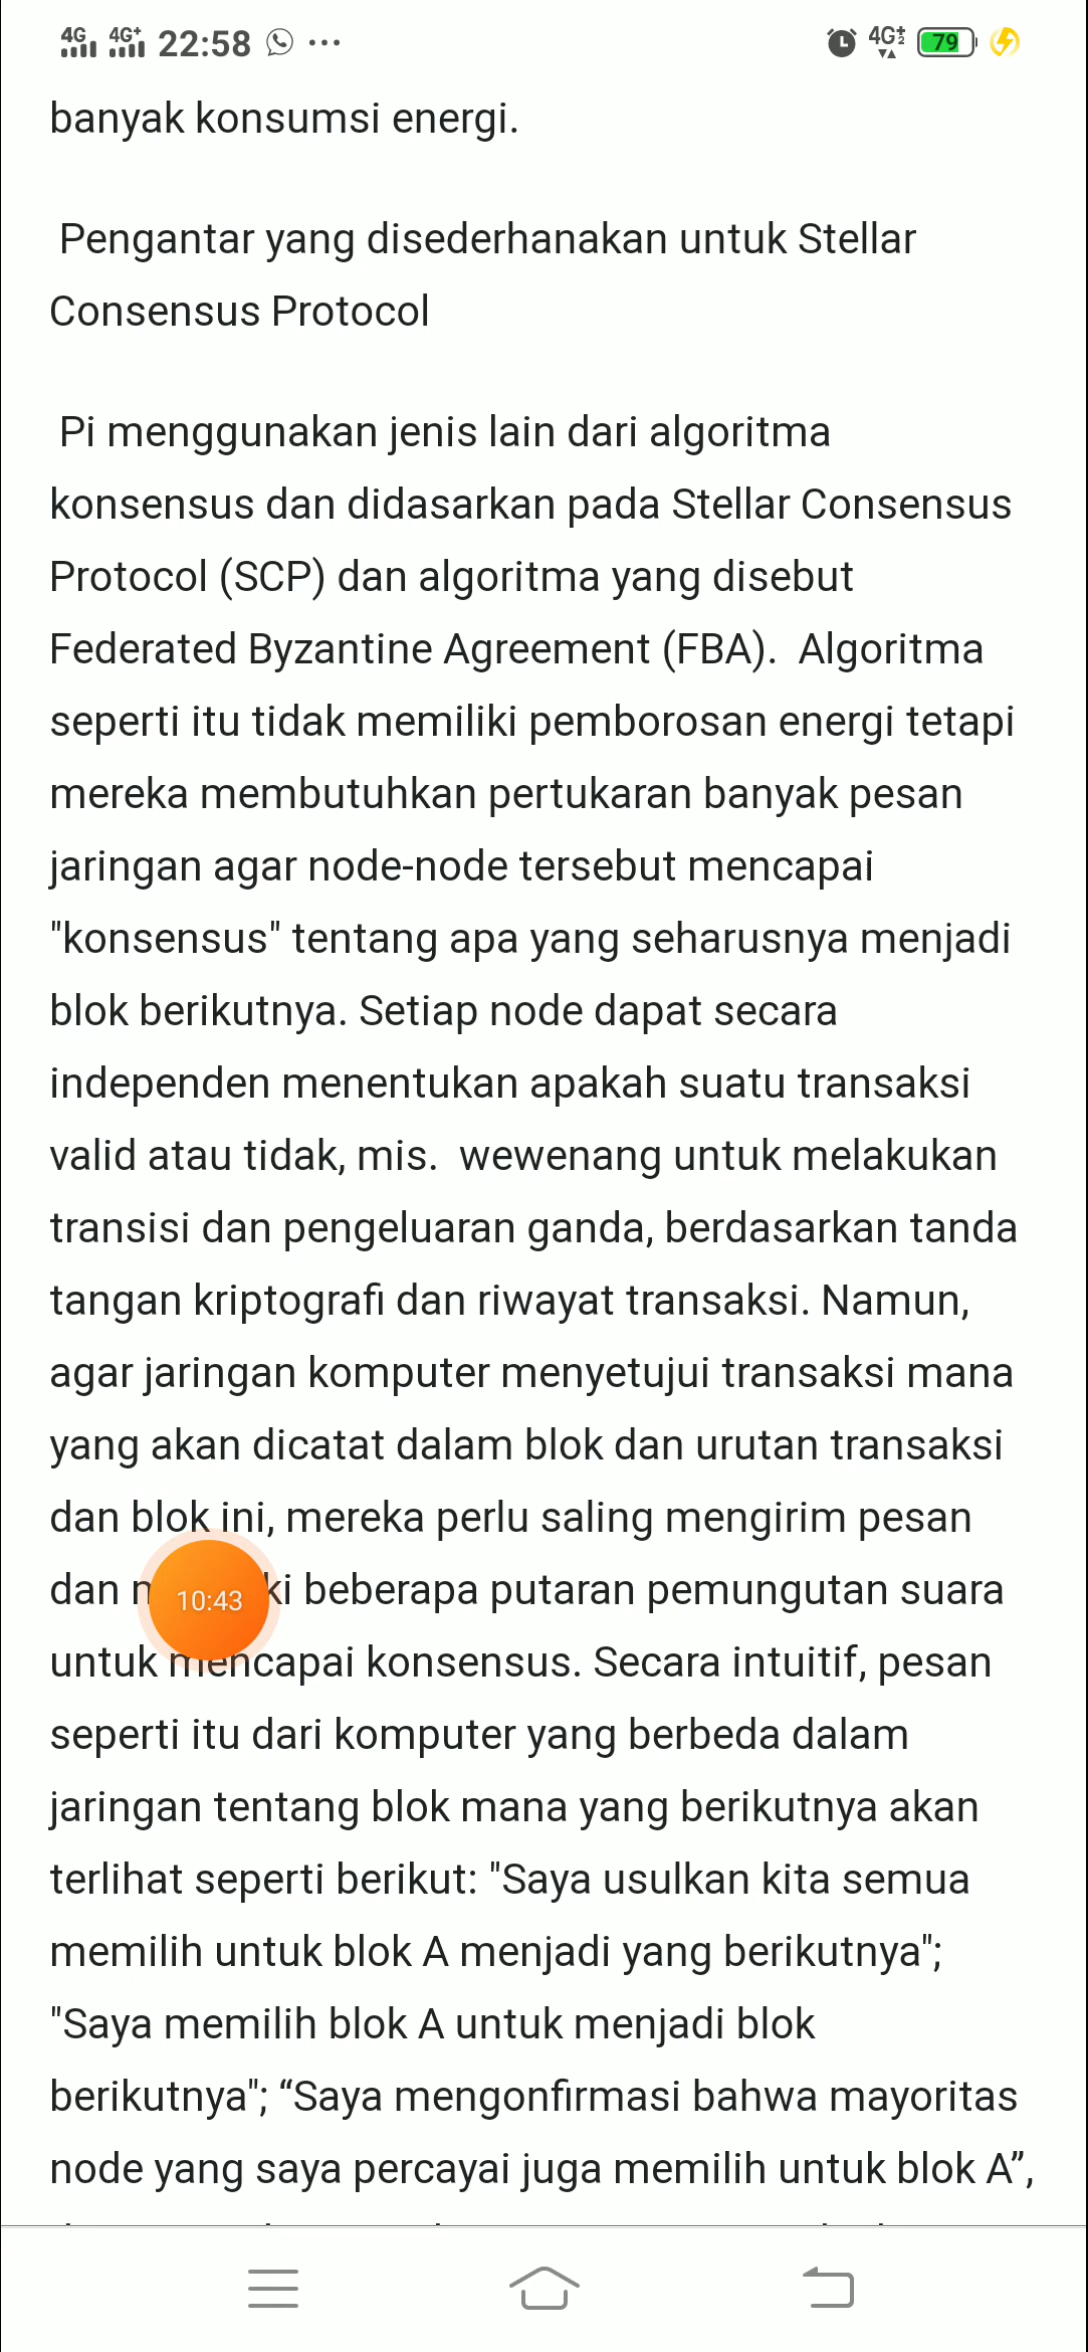 4G 4G+ 22:58 ...
4G+ 2 79
banyak konsumsi energi.
Pengantar yang disederhanakan untuk Stellar
Consensus Protocol
Pi menggunakan jenis lain dari algoritma
konsensus dan didasarkan pada Stellar Consensus
Protocol (SCP) dan algoritma yang disebut
Federated Byzantine Agreement (FBA).  Algoritma
seperti itu tidak memiliki pemborosan energi tetapi
mereka membutuhkan pertukaran banyak pesan
jaringan agar node-node tersebut mencapai
"konsensus" tentang apa yang seharusnya menjadi
blok berikutnya. Setiap node dapat secara
independen menentukan apakah suatu transaksi
valid atau tidak, mis.  wewenang untuk melakukan
transisi dan pengeluaran ganda, berdasarkan tanda
tangan kriptografi dan riwayat transaksi. Namun,
agar jaringan komputer menyetujui transaksi mana
yang akan dicatat dalam blok dan urutan transaksi
dan blok ini, mereka perlu saling mengirim pesan
dan beberapa putaran pemungutan suara
10:43
untuk mencapai konsensus. Secara intuitif, pesan
seperti itu dari komputer yang berbeda dalam
jaringan tentang blok mana yang berikutnya akan
terlihat seperti berikut: "Saya usulkan kita semua
memilih untuk blok A menjadi yang berikutnya";
"Saya memilih blok A untuk menjadi blok
berikutnya"; “Saya mengonfirmasi bahwa mayoritas
node yang saya percayai juga memilih untuk blok A”,